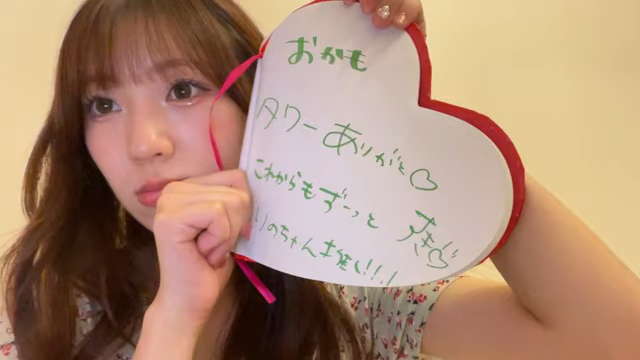 おかも
タワーありがと♡
これからもずーっと
りのちゃん推し!!!